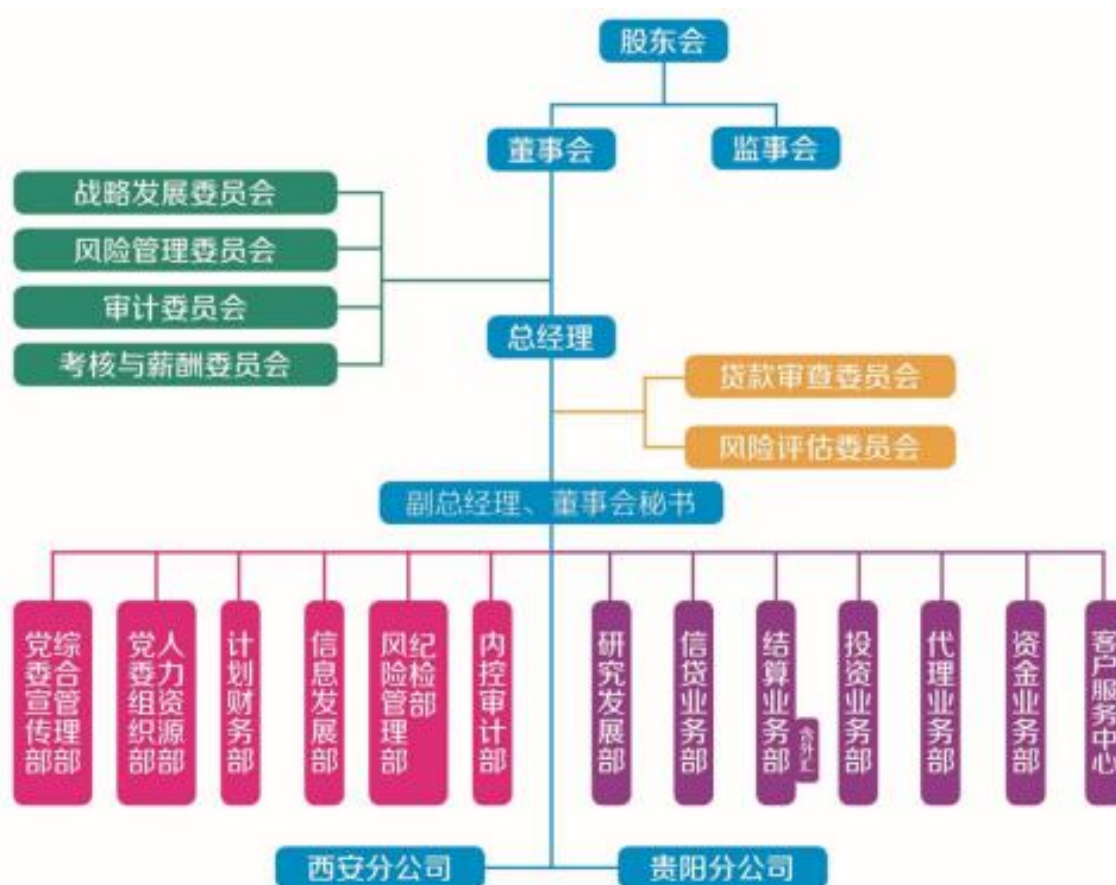 股东会
董事会
监事会
战略发展委员会
风险管理委员会
审计委员会
考核与薪酬委员会
总经理
贷款审查委员会
风险评估委员会
副总经理、董事会秘书
综合管理部
党委宣传部
人力资源部
党委组织部
计划财务部
信息发展部
纪检部
风险管理部
内控审计部
研究发展部
信贷业务部
结算业务部
含外汇
投资业务部
代理业务部
资金业务部
客户服务中心
西安分公司
贵阳分公司